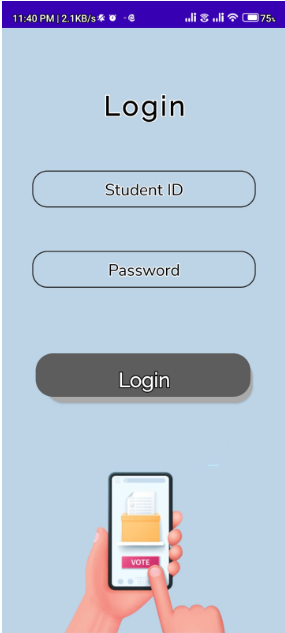 11:40 PM | 2.1KB/s
75%
Login
Student ID
Password
Login
VOTE